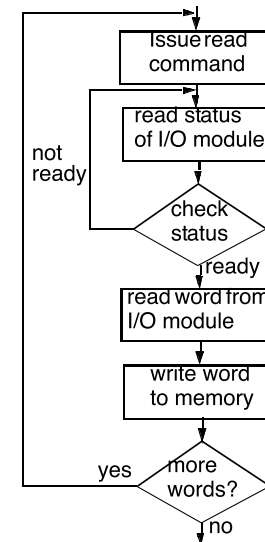 Issue read
command
read status
of I/O module
not
ready
check
status
ready
read word from
I/O module
write word
to memory
yes
more
words?
no